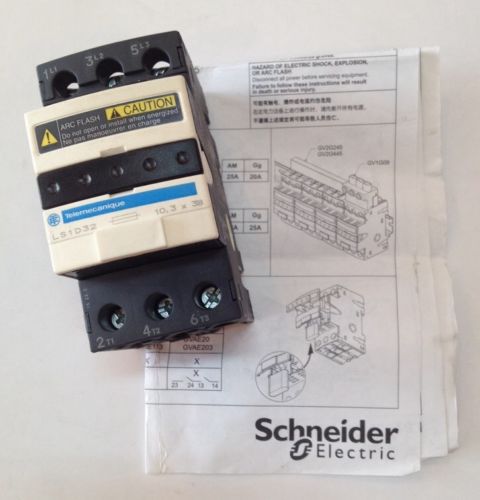 1L1 3L2 5L3
CAUTION
ARC FLASH
Do not open or install when energized
Ne pas manoeuvrer en charge
Telemecanique
LS1D32 10,3 x 38
2T1 4T2 6T3
HAZARD OF ELECTRIC SHOCK, EXPLOSION,
OR ARC FLASH
Disconnect all power before servicing equipment.
Failure to follow these instructions will result
in death or serious injury.
GV2G245
GV2G445
GV1G09
AM Gg
25A 20A
Gg
25A
GVAE20
GVAE203
X
X
23 24 13 14
Schneider
Electric